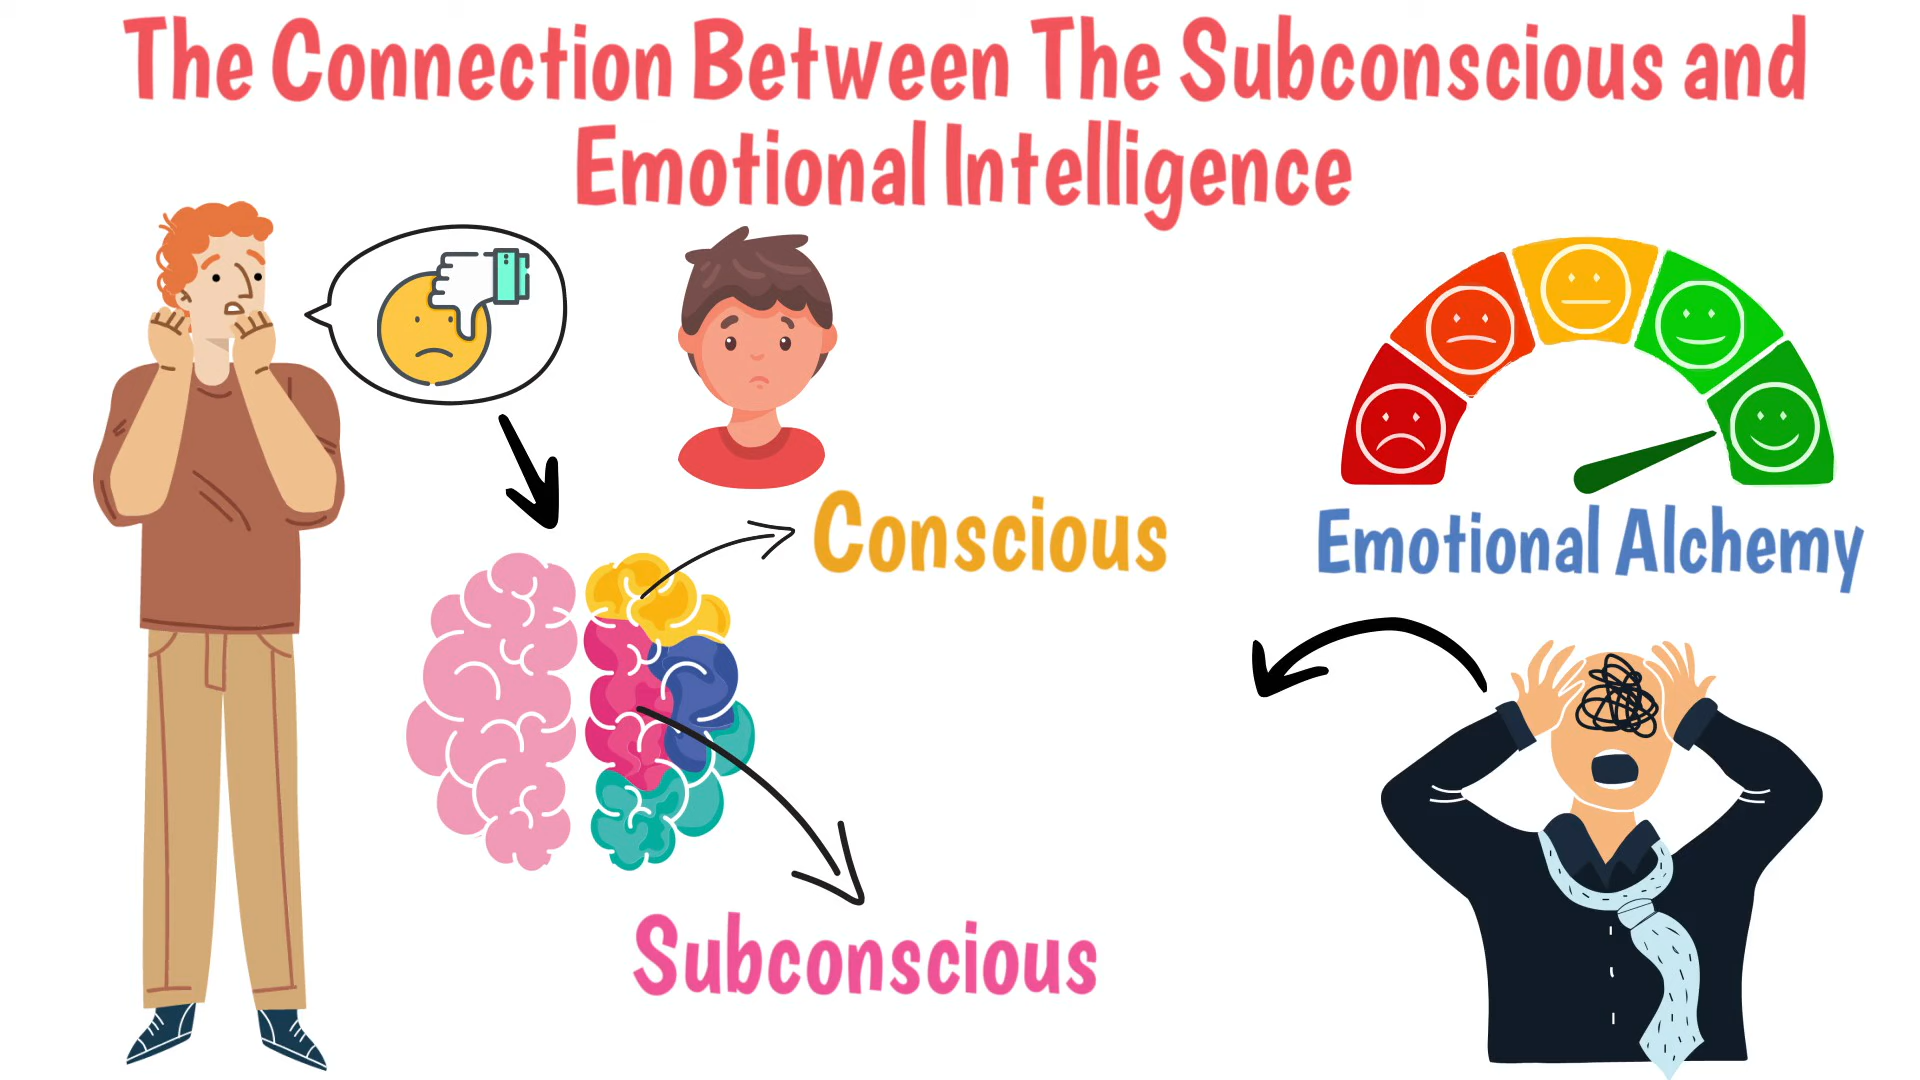 The Connection Between The Subconscious and
Emotional Intelligence
Conscious
Emotional Alchemy
Subconscious